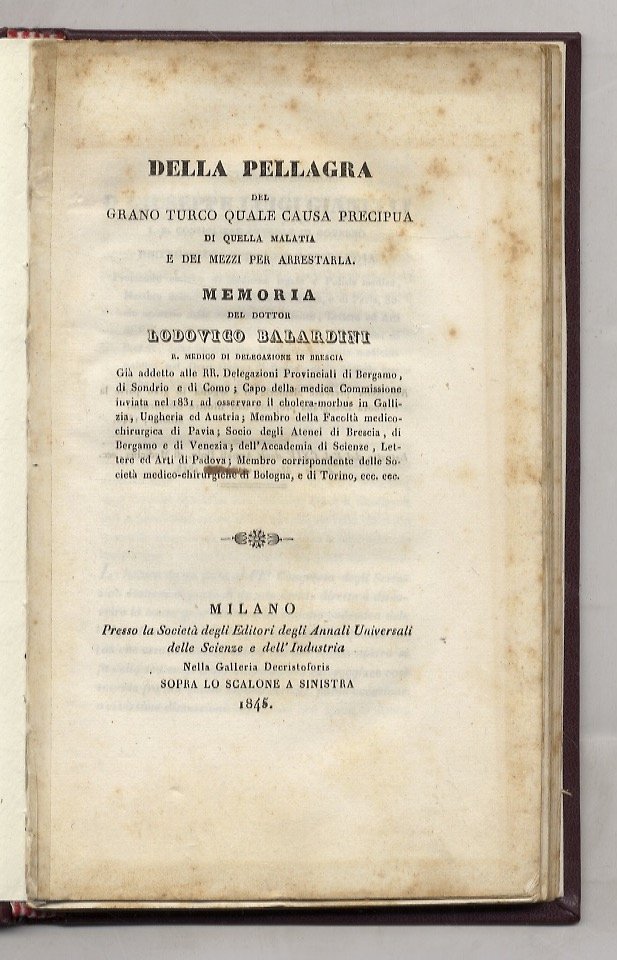 DELLA PELLAGRA
DEL
GRANO TURCO QUALE CAUSA PRECIPUA
DI QUELLA MALATIA
E DEI MEZZI PER ARRESTARLA.
MEMORIA
DEL DOTTOR
LODOVICO BALARDINI
R. MEDICO DI DELEGAZIONE IN BRESCIA
Già addetto alle RR. Delegazioni Provinciali di Bergamo,
di Sondrio e di Como; Capo della medica Commissione
inviata nel 1831 ad osservare il cholera-morbus in Galli-
zia, Ungheria ed Austria; Membro della Facoltà medico-
chirurgica di Pavia; Socio degli Atenei di Brescia, di
Bergamo e di Venezia; dell'Accademia di Scienze, Let-
tere ed Arti di Padova; Membro corrispondente delle So-
cietà medico-chirurgiche di Bologna, e di Torino, ecc. ecc.
MILANO
Presso la Società degli Editori degli Annali Universali
delle Scienze e dell'Industria
Nella Galleria Decristoforis
SOPRA LO SCALONE A SINISTRA
1845.